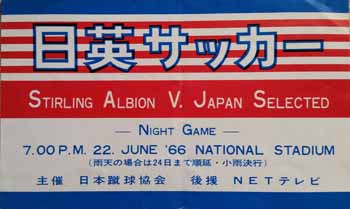 日英サッカー
STIRLING ALBION V. JAPAN SELECTED
— NIGHT GAME —
7.00 P.M. 22. JUNE '66 NATIONAL STADIUM
(雨天の場合は24日まで順延・小雨決行)
主催 日本蹴球協会 後援 NETテレビ